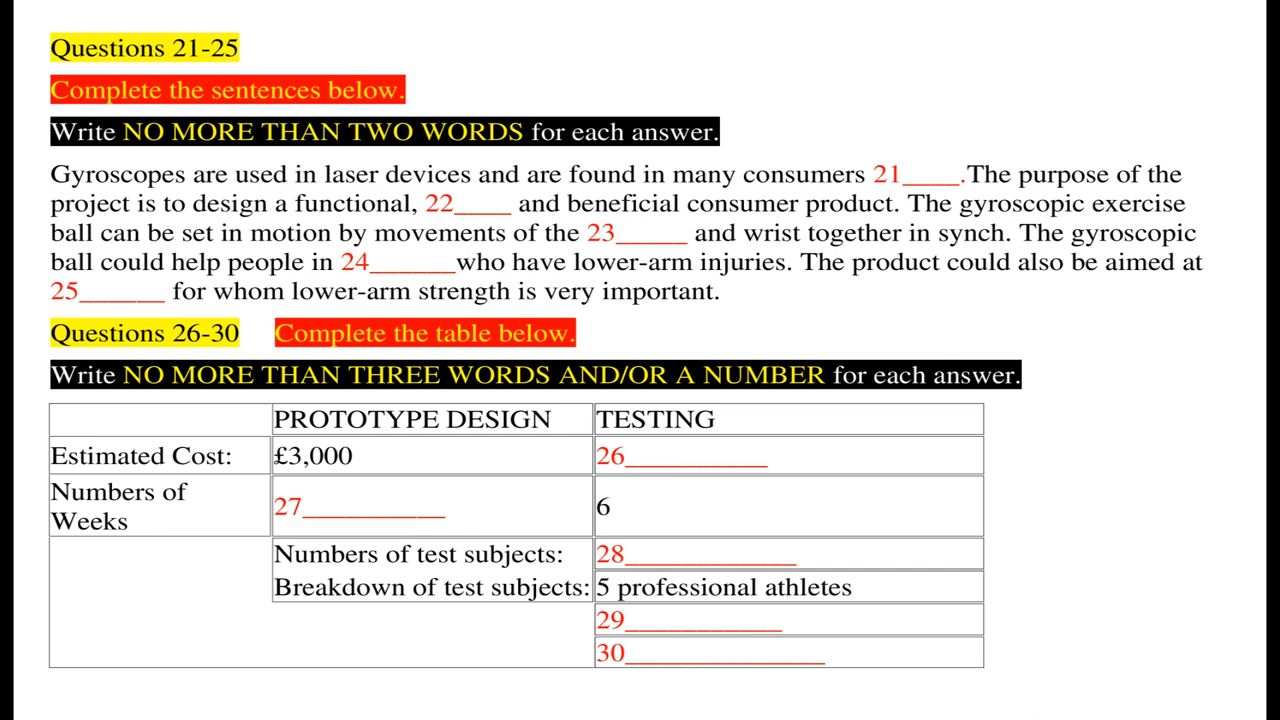 Questions 21-25
Complete the sentences below.
Write NO MORE THAN TWO WORDS for each answer.
Gyroscopes are used in laser devices and are found in many consumers 21____.The purpose of the
project is to design a functional, 22____ and beneficial consumer product. The gyroscopic exercise
ball can be set in motion by movements of the 23_____ and wrist together in synch. The gyroscopic
ball could help people in 24______who have lower-arm injuries. The product could also be aimed at
25______ for whom lower-arm strength is very important.
Questions 26-30 Complete the table below.
Write NO MORE THAN THREE WORDS AND/OR A NUMBER for each answer.
PROTOTYPE DESIGN TESTING
Estimated Cost: £3,000 26__________
Numbers of
Weeks 27__________ 6
Numbers of test subjects: 28____________
Breakdown of test subjects: 5 professional athletes
29___________
30______________